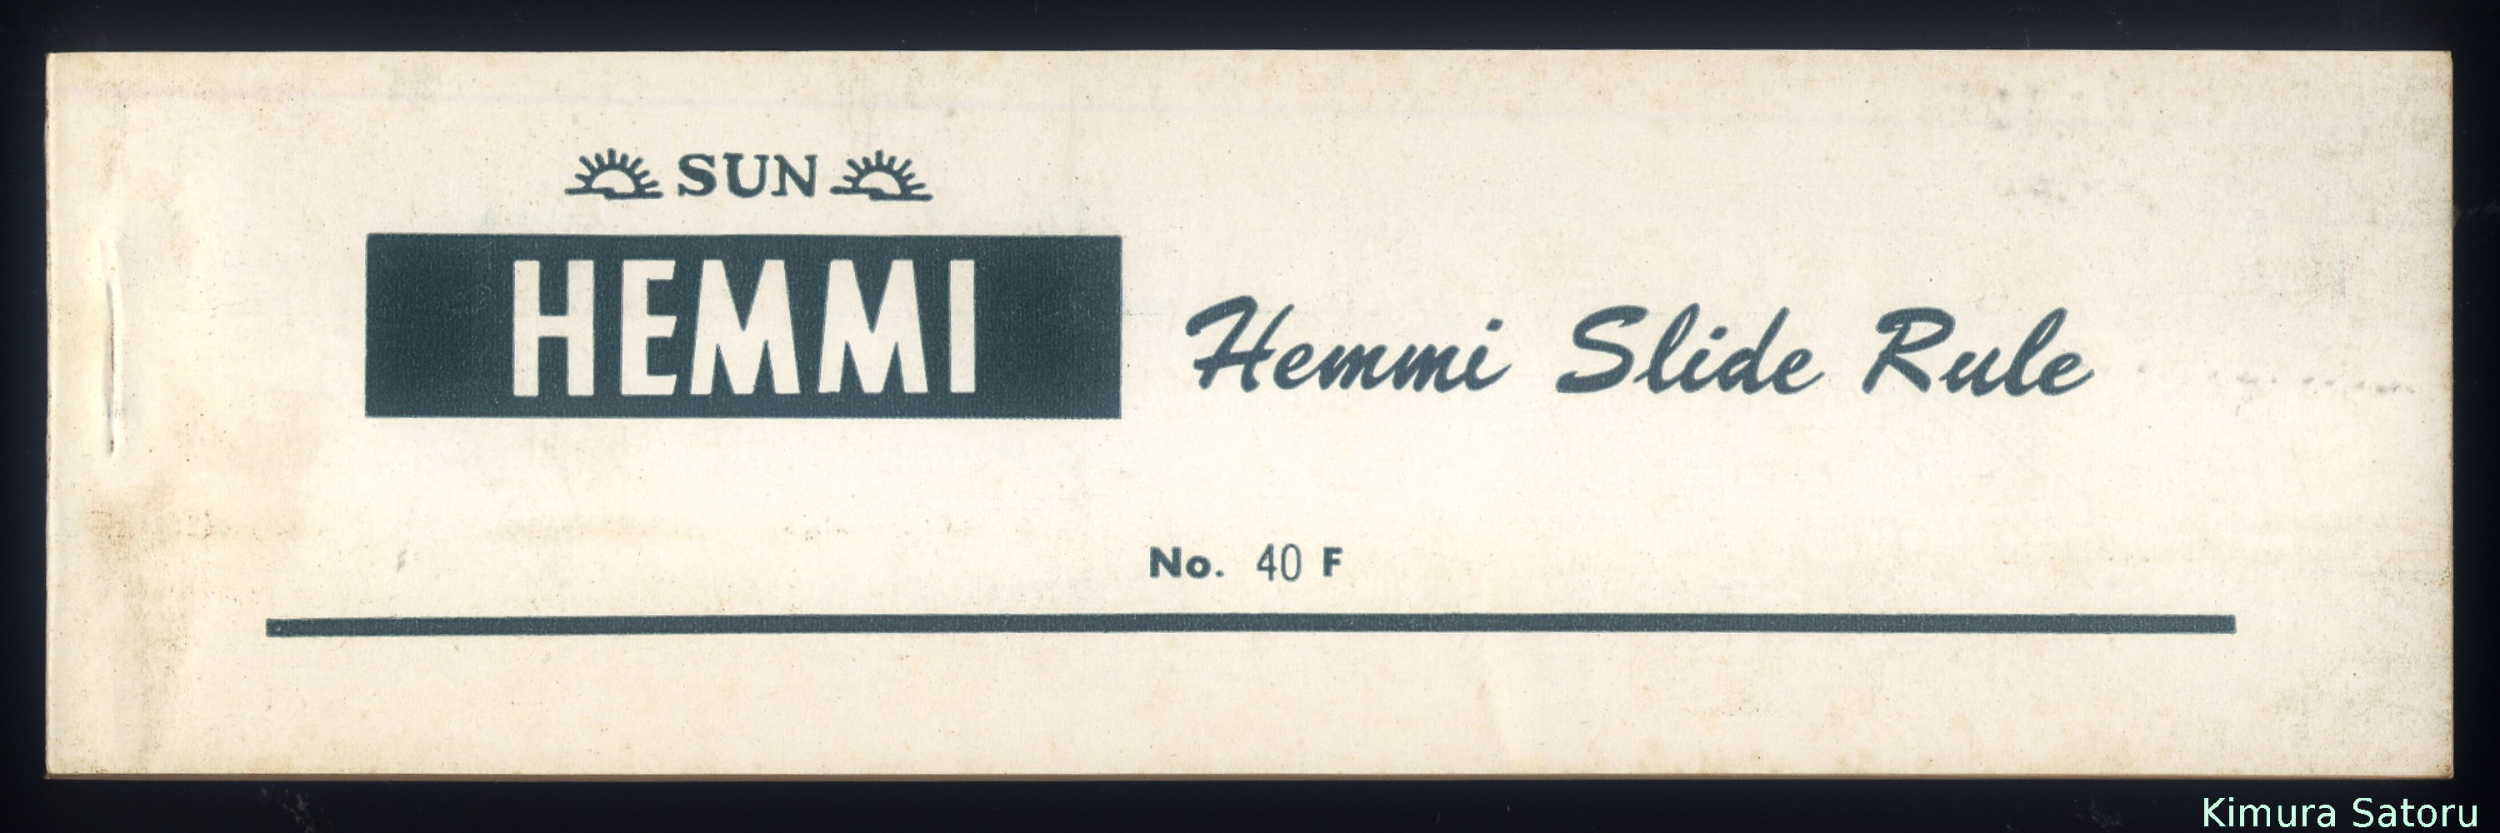 SUN
HEMMI
Hemmi Slide Rule
No. 40 F
Kimura Satoru